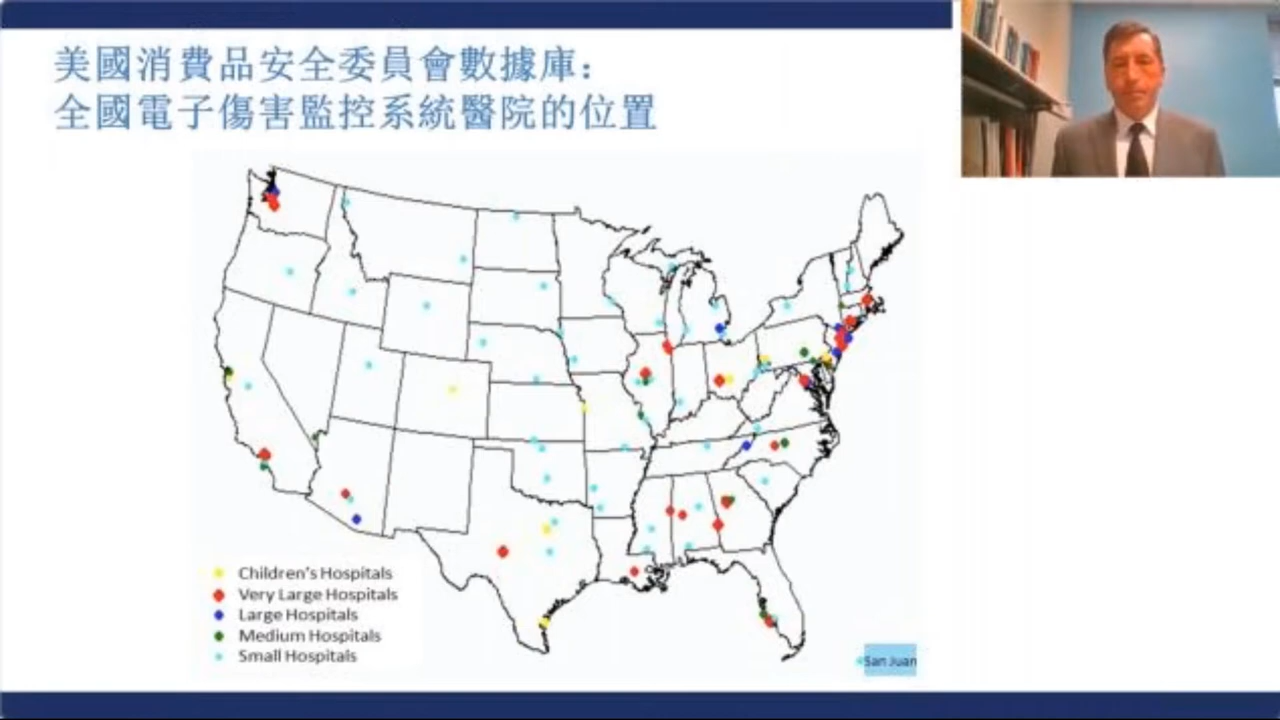 美國消費品安全委員會數據庫：
全國電子傷害監控系統醫院的位置
Children's Hospitals
Very Large Hospitals
Large Hospitals
Medium Hospitals
Small Hospitals
San Juan